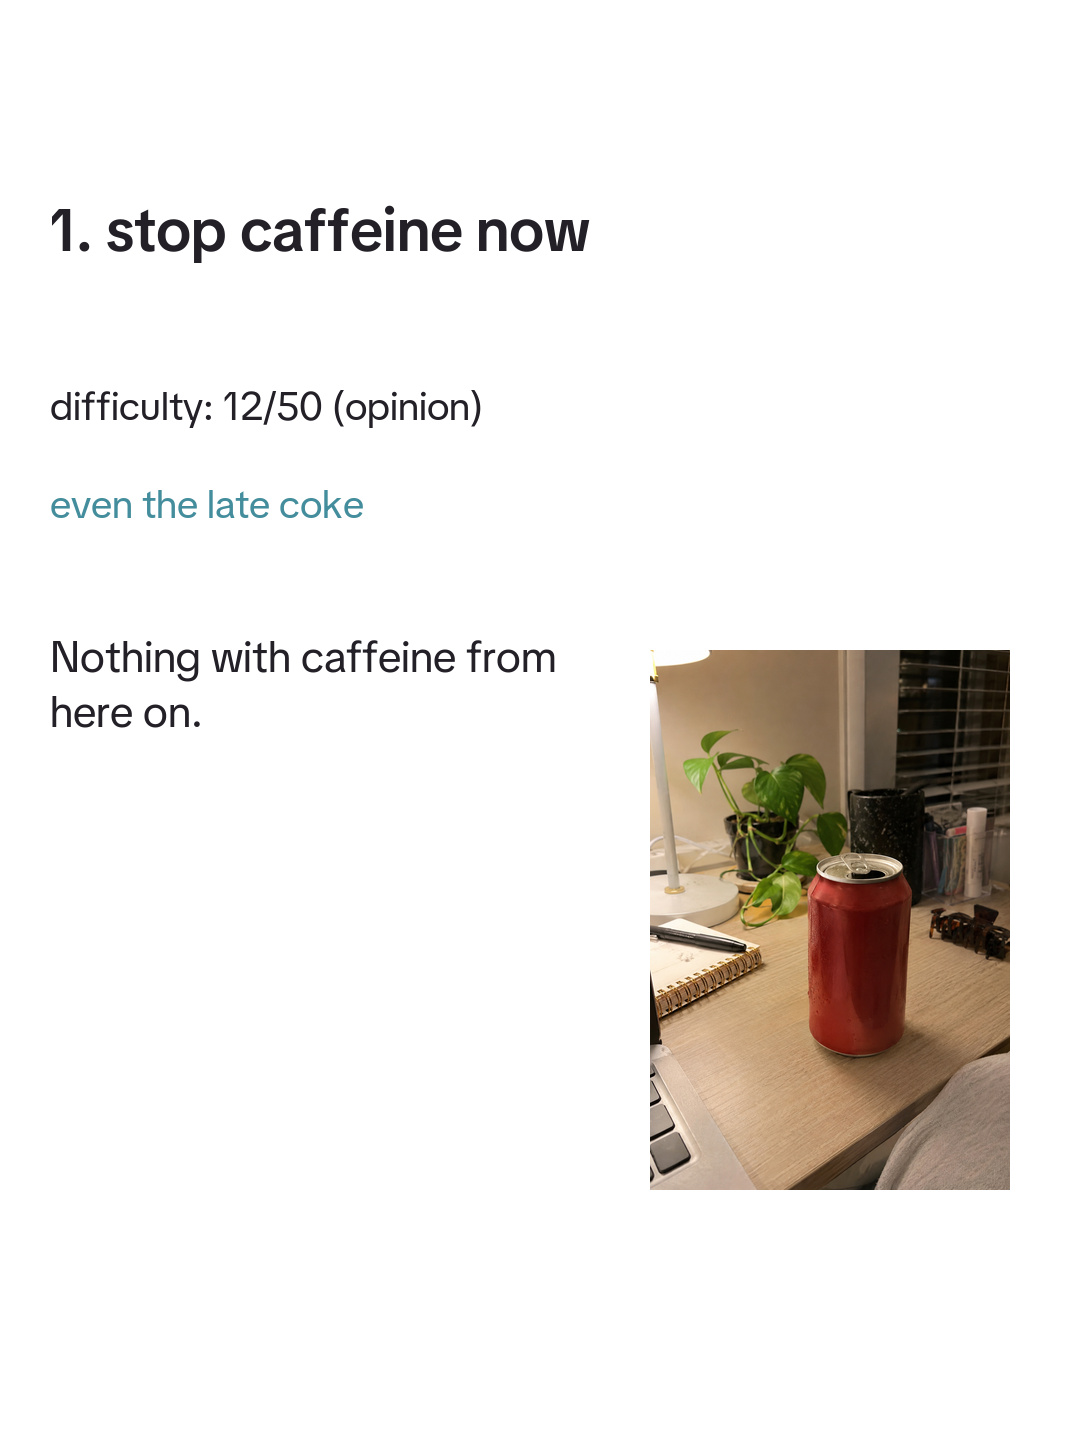 1. stop caffeine now
difficulty: 12/50 (opinion)
even the late coke
Nothing with caffeine from
here on.